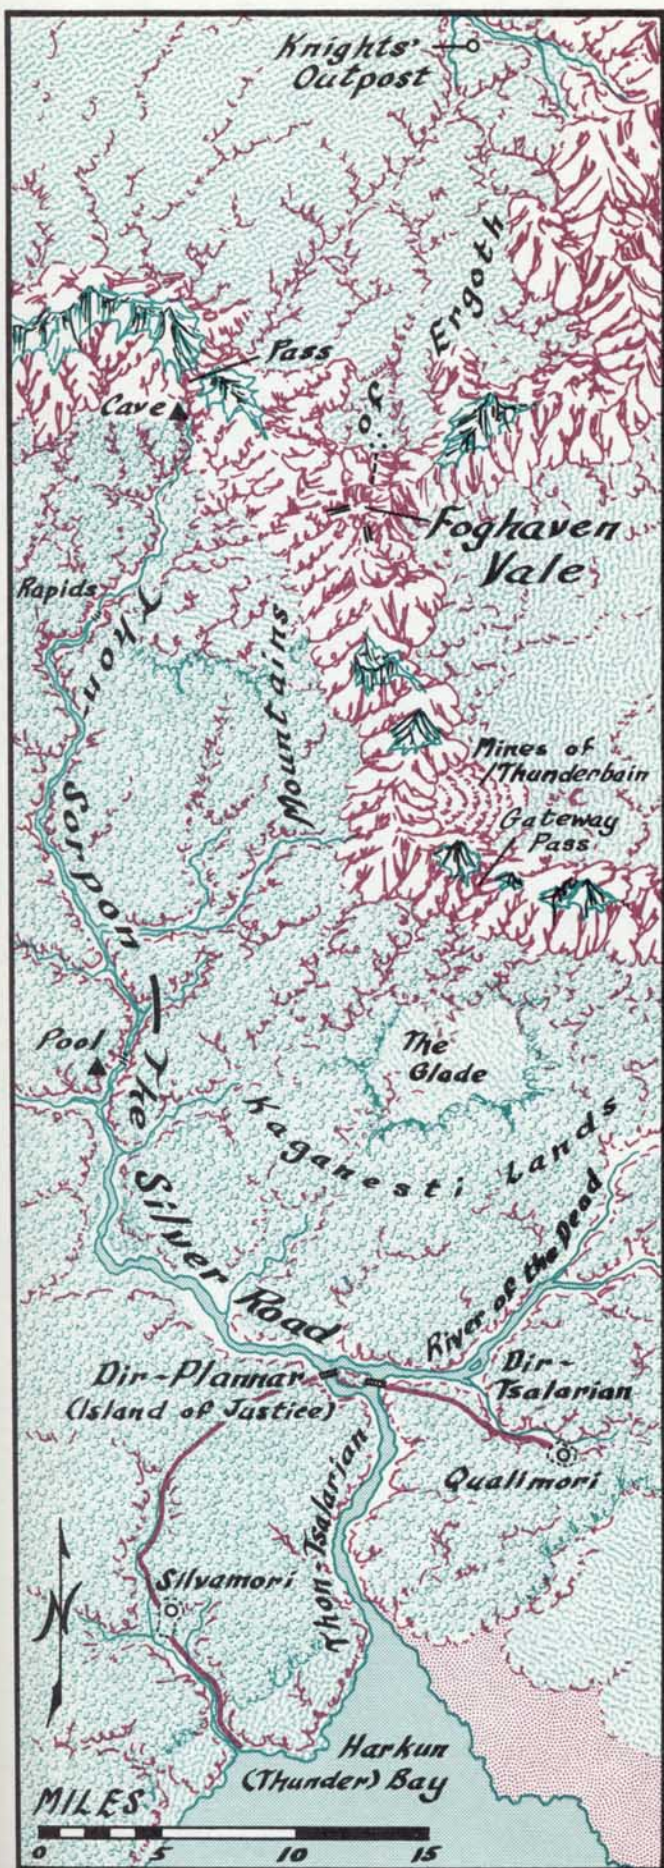 Knights'
Outpost
Ergoth
of
Pass
Cave
Foghaven
Vale
Rapids
Thon-
Mountains
Mines of
Thunderbain
Gateway
Pass
Sorpon — The
Pool
The
Glade
Kaganesti Lands
Silver Road
River of the Dead
Dir-Plannar
(Island of Justice)
Dir-
Tsalarian
Qualimori
Thon-Tsalarian
Silvamori
N
Harkun
(Thunder) Bay
MILES
0 5 10 15